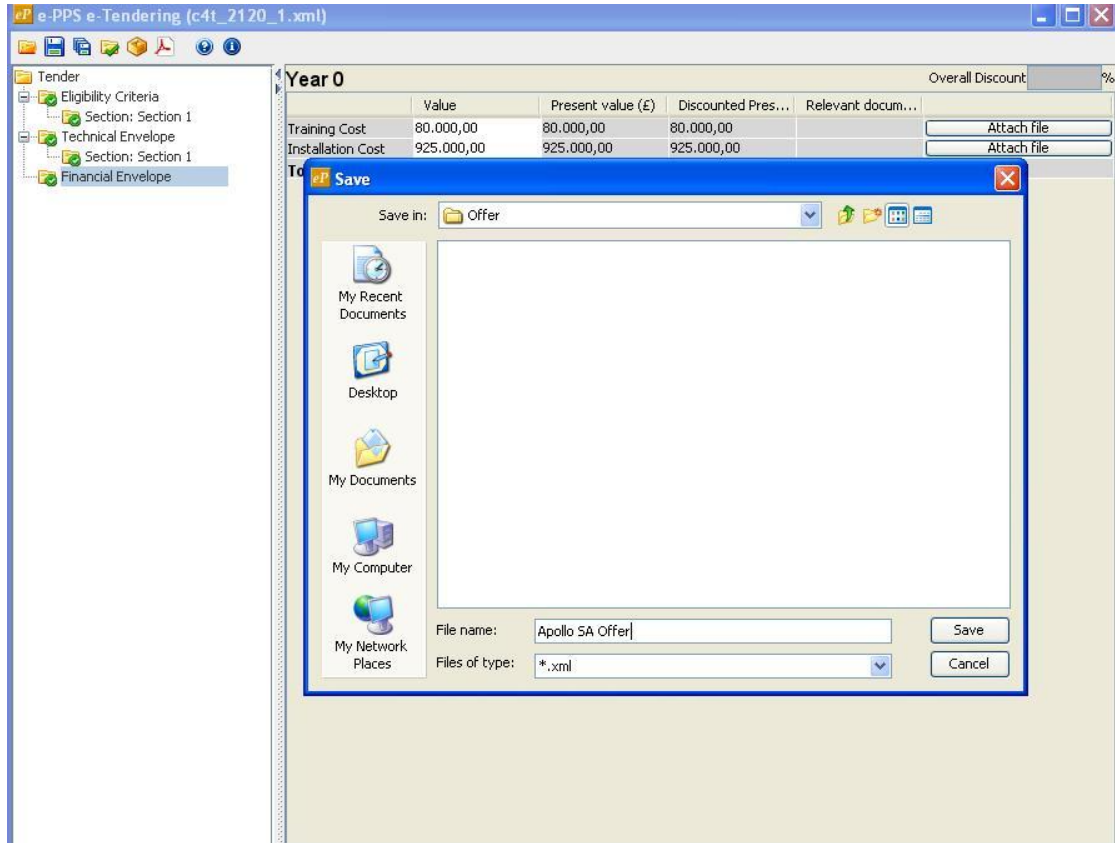 eP e-PPS e-Tendering (c4t_2120_1.xml)
Tender
Eligibility Criteria
Section: Section 1
Technical Envelope
Section: Section 1
Financial Envelope
Year 0 Overall Discount %
Value Present value (£) Discounted Pres... Relevant docum...
Training Cost 80.000,00 80.000,00 80.000,00 Attach file
Installation Cost 925.000,00 925.000,00 925.000,00 Attach file
To
eP Save
Save in: Offer
My Recent
Documents
Desktop
My Documents
My Computer
My Network
Places
File name: Apollo SA Offer Save
Files of type: *.xml Cancel